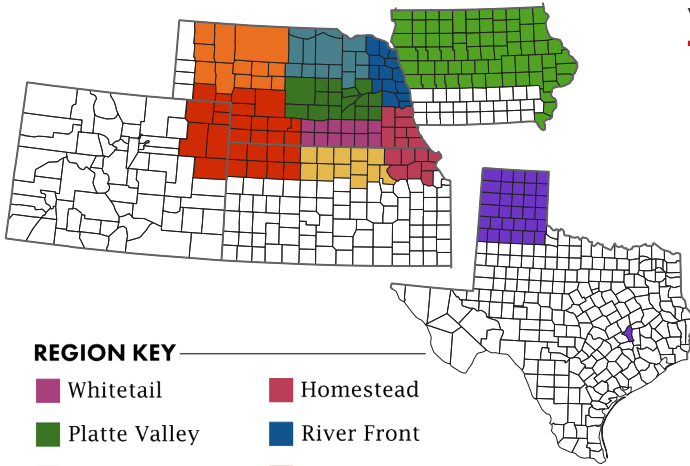 REGION KEY
Whitetail
Homestead
Platte Valley
River Front